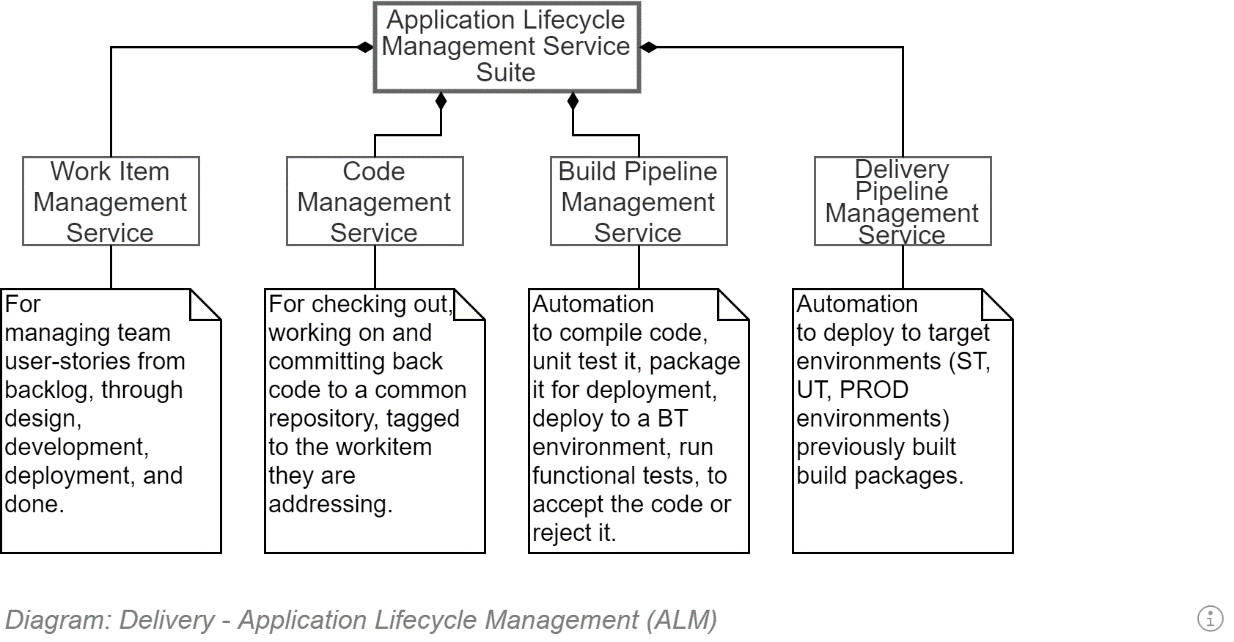 Application Lifecycle
Management Service
Suite
Work Item
Management
Service
Code
Management
Service
Build Pipeline
Management
Service
Delivery
Pipeline
Management
Service
For
managing team
user-stories from
backlog, through
design,
development,
deployment, and
done.
For checking out,
working on and
committing back
code to a common
repository, tagged
to the workitem
they are
addressing.
Automation
to compile code,
unit test it, package
it for deployment,
deploy to a BT
environment, run
functional tests, to
accept the code or
reject it.
Automation
to deploy to target
environments (ST,
UT, PROD
environments)
previously built
build packages.
Diagram: Delivery - Application Lifecycle Management (ALM)